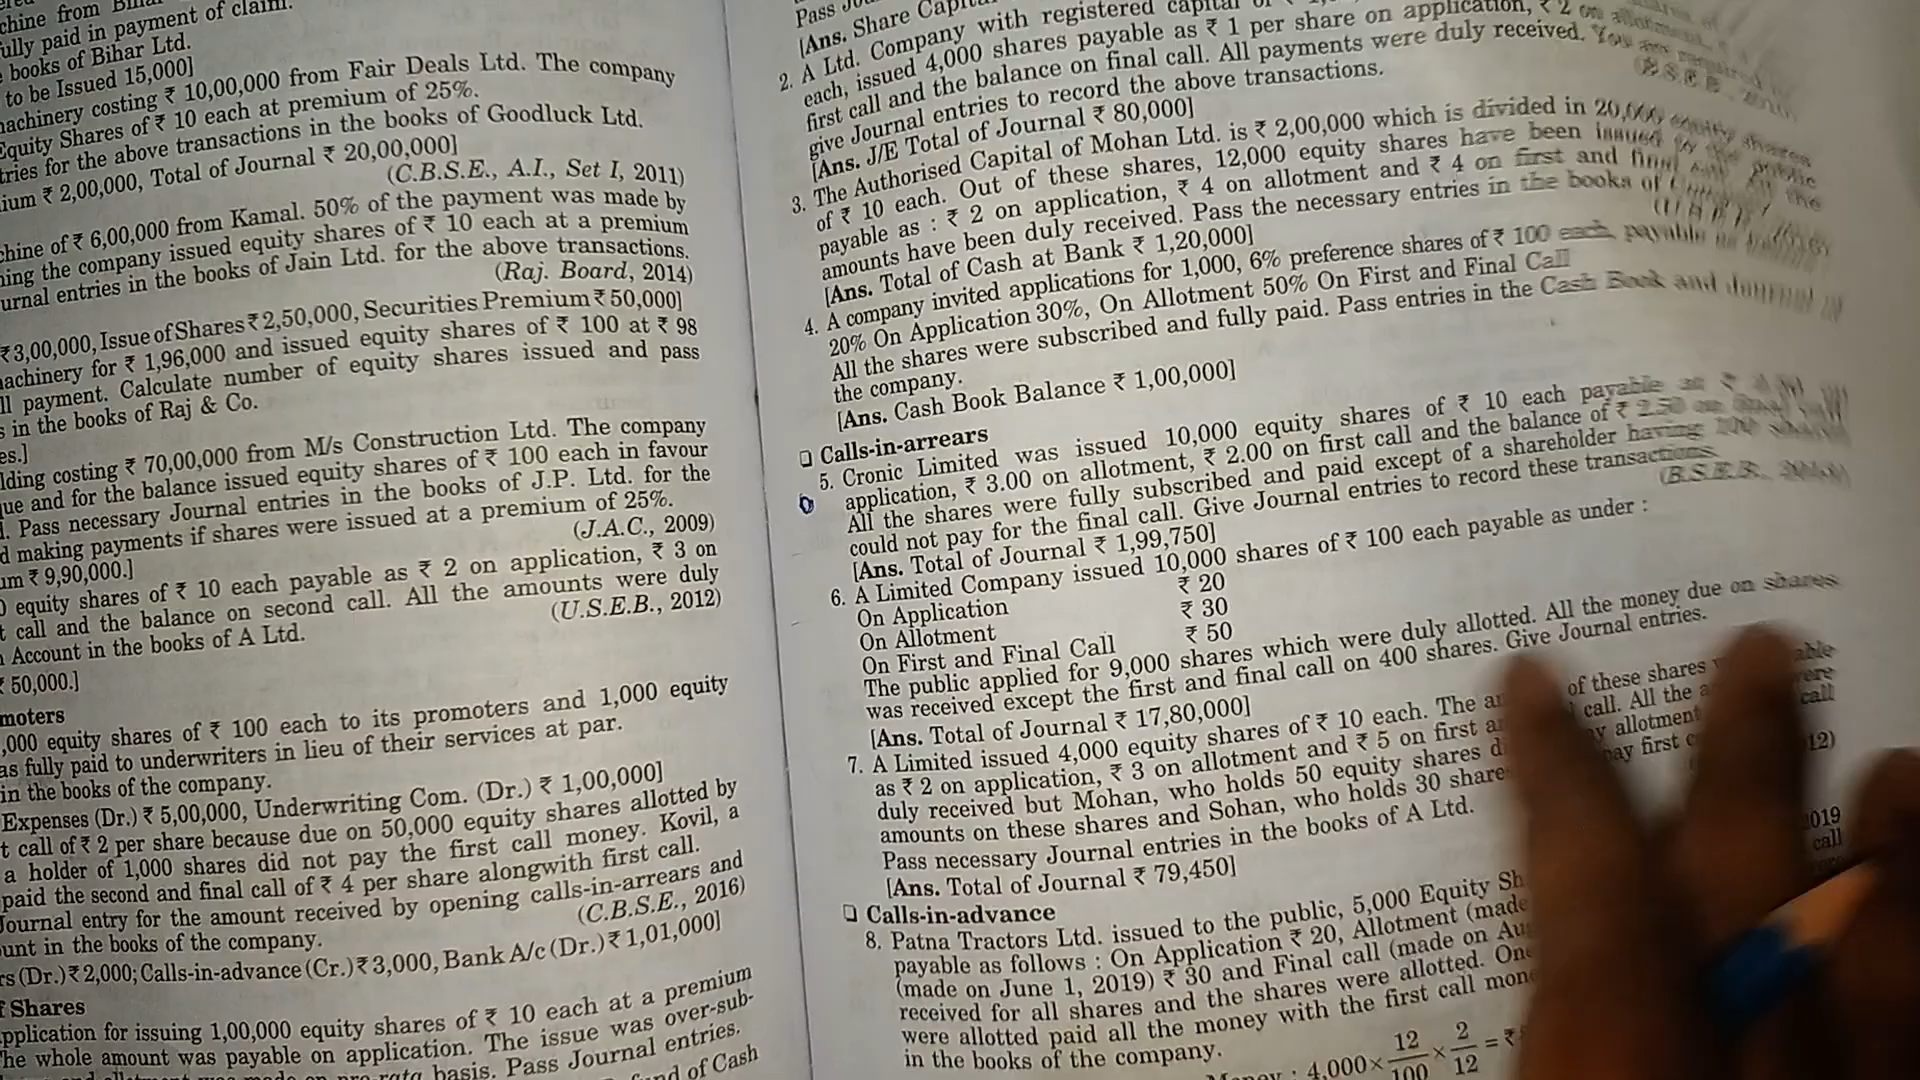 chine from
fully paid in payment of claim.
books of Bihar Ltd.
to be Issued 15,000]
achinery costing ₹ 10,00,000 from Fair Deals Ltd. The company
Equity Shares of ₹ 10 each at premium of 25%.
tries for the above transactions in the books of Goodluck Ltd.
ium ₹ 2,00,000, Total of Journal ₹ 20,00,000]
(C.B.S.E., A.I., Set I, 2011)
chine of ₹ 6,00,000 from Kamal. 50% of the payment was made by
ning the company issued equity shares of ₹ 10 each at a premium
urnal entries in the books of Jain Ltd. for the above transactions.
(Raj. Board, 2014)
₹ 3,00,000, Issue of Shares ₹ 2,50,000, Securities Premium ₹ 50,000]
achinery for ₹ 1,96,000 and issued equity shares of ₹ 100 at ₹ 98
ll payment. Calculate number of equity shares issued and pass
s in the books of Raj & Co.
es.]
lding costing ₹ 70,00,000 from M/s Construction Ltd. The company
ue and for the balance issued equity shares of ₹ 100 each in favour
. Pass necessary Journal entries in the books of J.P. Ltd. for the
d making payments if shares were issued at a premium of 25%.
(J.A.C., 2009)
um ₹ 9,90,000.]
0 equity shares of ₹ 10 each payable as ₹ 2 on application, ₹ 3 on
t call and the balance on second call. All the amounts were duly
(U.S.E.B., 2012)
Account in the books of A Ltd.
₹ 50,000.]
moters
,000 equity shares of ₹ 100 each to its promoters and 1,000 equity
as fully paid to underwriters in lieu of their services at par.
in the books of the company.
Expenses (Dr.) ₹ 5,00,000, Underwriting Com. (Dr.) ₹ 1,00,000]
t call of ₹ 2 per share because due on 50,000 equity shares allotted by
a holder of 1,000 shares did not pay the first call money. Kovil, a
paid the second and final call of ₹ 4 per share alongwith first call.
Journal entry for the amount received by opening calls-in-arrears and
unt in the books of the company.
(C.B.S.E., 2016)
rs (Dr.) ₹ 2,000; Calls-in-advance (Cr.) ₹ 3,000, Bank A/c (Dr.) ₹ 1,01,000]
f Shares
pplication for issuing 1,00,000 equity shares of ₹ 10 each at a premium
he whole amount was payable on application. The issue was over-sub-
pro-rata basis. Pass Journal entries.
of Cash
Pass
[Ans. Share Capital
2. A Ltd. Company with registered capital of
each, issued 4,000 shares payable as ₹ 1 per share on application, ₹ 2 on allotment,
first call and the balance on final call. All payments were duly received. You are required to
give Journal entries to record the above transactions.
[Ans. J/E Total of Journal ₹ 80,000]
3. The Authorised Capital of Mohan Ltd. is ₹ 2,00,000 which is divided in 20,000 equity shares
of ₹ 10 each. Out of these shares, 12,000 equity shares have been issued to the public
payable as : ₹ 2 on application, ₹ 4 on allotment and ₹ 4 on first and final call. All the
amounts have been duly received. Pass the necessary entries in the books of
[Ans. Total of Cash at Bank ₹ 1,20,000]
4. A company invited applications for 1,000, 6% preference shares of ₹ 100 each, payable as
20% On Application 30%, On Allotment 50% On First and Final Call
All the shares were subscribed and fully paid. Pass entries in the Cash Book and Journal of
the company.
[Ans. Cash Book Balance ₹ 1,00,000]
❑ Calls-in-arrears
5. Cronic Limited was issued 10,000 equity shares of ₹ 10 each payable as ₹
application, ₹ 3.00 on allotment, ₹ 2.00 on first call and the balance of ₹ 2.50 on final
All the shares were fully subscribed and paid except of a shareholder having 100 shares
could not pay for the final call. Give Journal entries to record these transactions.
[Ans. Total of Journal ₹ 1,99,750]
6. A Limited Company issued 10,000 shares of ₹ 100 each payable as under :
On Application ₹ 20
On Allotment ₹ 30
On First and Final Call ₹ 50
The public applied for 9,000 shares which were duly allotted. All the money due on shares
was received except the first and final call on 400 shares. Give Journal entries.
[Ans. Total of Journal ₹ 17,80,000]
7. A Limited issued 4,000 equity shares of ₹ 10 each. The of these shares able
as ₹ 2 on application, ₹ 3 on allotment and ₹ 5 on first call. All the were
duly received but Mohan, who holds 50 equity shares allotment call
amounts on these shares and Sohan, who holds 30 share pay first
12)
Pass necessary Journal entries in the books of A Ltd.
[Ans. Total of Journal ₹ 79,450]
❑ Calls-in-advance
8. Patna Tractors Ltd. issued to the public, 5,000 Equity Sh 2019
payable as follows : On Application ₹ 20, Allotment (made call
(made on June 1, 2019) ₹ 30 and Final call (made on Au
received for all shares and the shares were allotted. One
were allotted paid all the money with the first call mon
in the books of the company.
: 4,000 × 12/100 × 2/12 = ₹